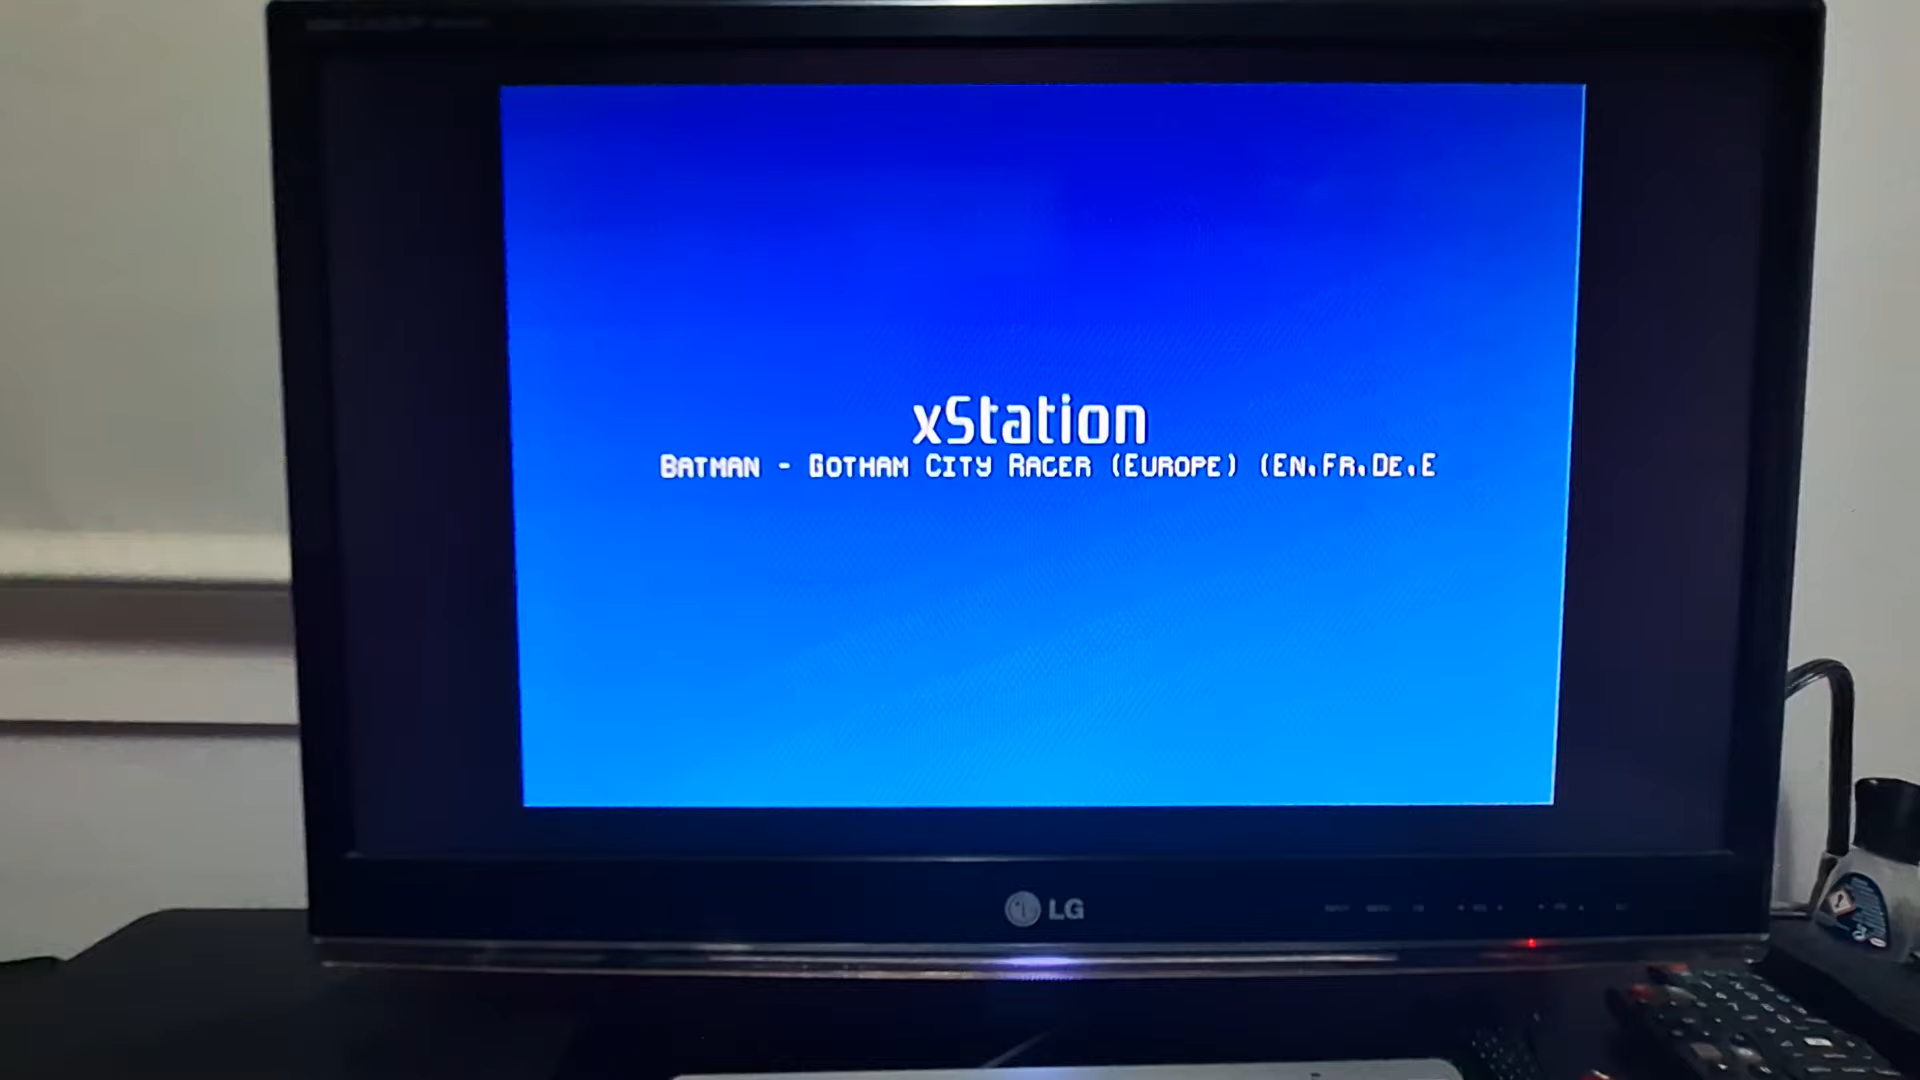 xStation
BATMAN - GOTHAM CITY RACER (EUROPE) (EN,FR,DE,E
LG